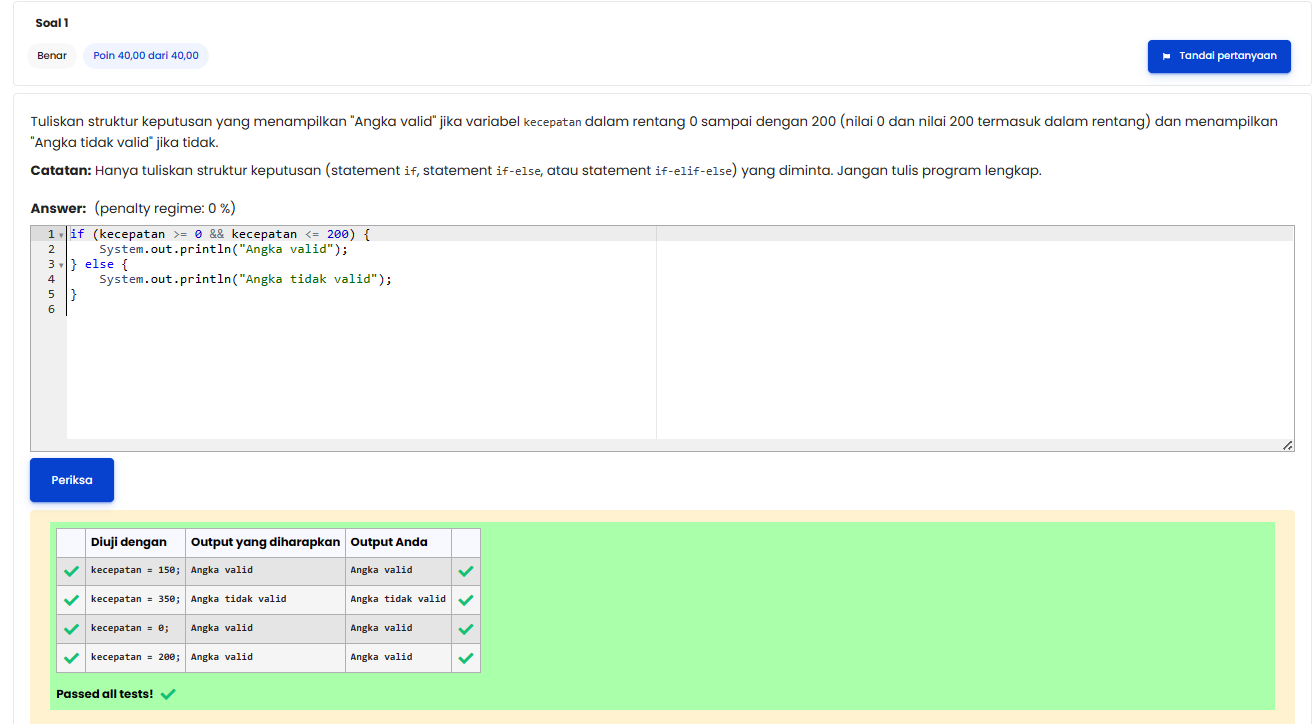 Soal 1
Benar
Poin 40,00 dari 40,00
Tandai pertanyaan
Tuliskan struktur keputusan yang menampilkan "Angka valid" jika variabel kecepatan dalam rentang 0 sampai dengan 200 (nilai 0 dan nilai 200 termasuk dalam rentang) dan menampilkan
"Angka tidak valid" jika tidak.
Catatan: Hanya tuliskan struktur keputusan (statement if, statement if-else, atau statement if-elif-else) yang diminta. Jangan tulis program lengkap.
Answer: (penalty regime: 0 %)
1 if (kecepatan >= 0 && kecepatan <= 200) {
2     System.out.println("Angka valid");
3 } else {
4     System.out.println("Angka tidak valid");
5 }
6
Periksa
Diuji dengan Output yang diharapkan Output Anda
kecepatan = 150; Angka valid Angka valid
kecepatan = 350; Angka tidak valid Angka tidak valid
kecepatan = 0; Angka valid Angka valid
kecepatan = 200; Angka valid Angka valid
Passed all tests!